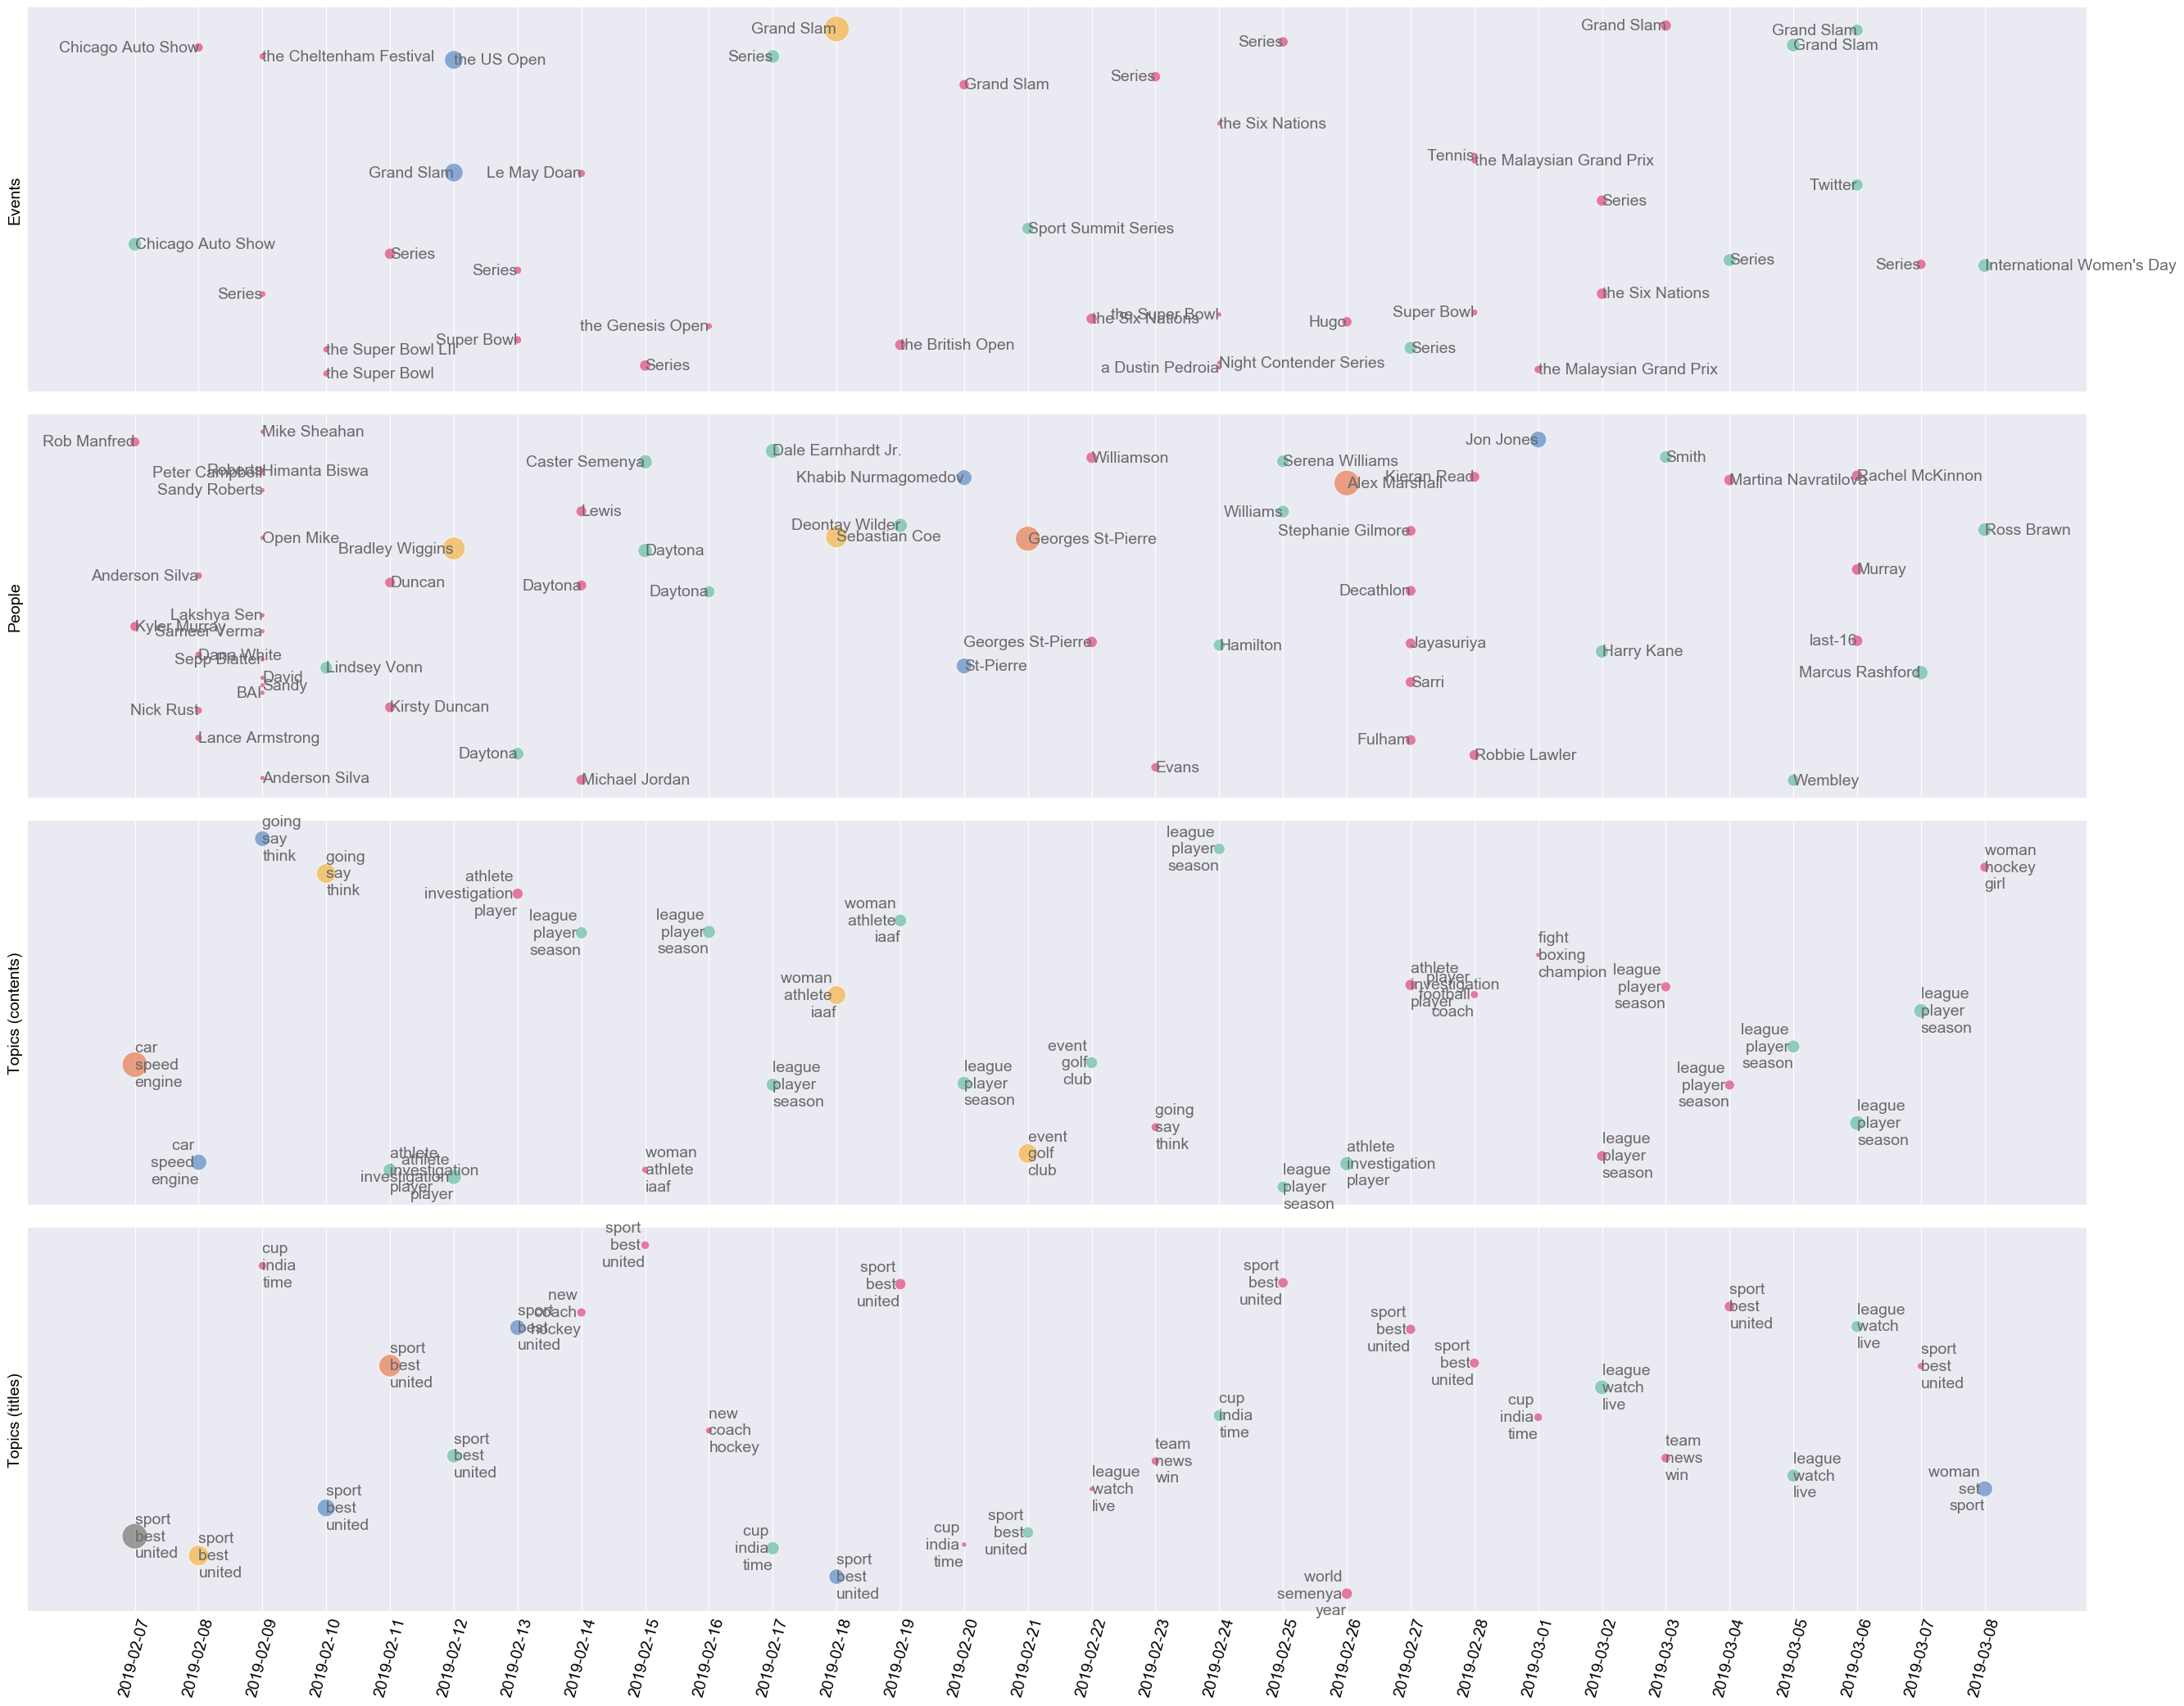 Events
Grand Slam
Grand Slam
Grand Slam
Grand Slam
Series
Chicago Auto Show
the Cheltenham Festival
the US Open
Series
Series
Grand Slam
the Six Nations
Tennis
the Malaysian Grand Prix
Grand Slam
Le May Doan
Twitter
Series
Sport Summit Series
Chicago Auto Show
Series
Series
Series
Series
International Women's Day
Series
the Six Nations
the Super Bowl
Super Bowl
the Six Nations
Hugo
the Genesis Open
Super Bowl
the British Open
Series
the Super Bowl LII
Night Contender Series
Series
a Dustin Pedroia
the Malaysian Grand Prix
the Super Bowl
People
Mike Sheahan
Jon Jones
Rob Manfred
Dale Earnhardt Jr.
Williamson
Smith
Caster Semenya
Serena Williams
Roberts
Peter Campbell
Himanta Biswa
Khabib Nurmagomedov
Kieran Read
Rachel McKinnon
Martina Navratilova
Alex Marshall
Sandy Roberts
Lewis
Williams
Deontay Wilder
Ross Brawn
Stephanie Gilmore
Sebastian Coe
Open Mike
Georges St-Pierre
Bradley Wiggins
Daytona
Murray
Anderson Silva
Duncan
Daytona
Daytona
Decathlon
Lakshya Sen
Kyler Murray
Sameer Verma
last-16
Georges St-Pierre
Jayasuriya
Hamilton
Harry Kane
Dana White
Sepp Blatter
St-Pierre
Lindsey Vonn
Marcus Rashford
David
Sarri
Sandy
BAI
Kirsty Duncan
Nick Rust
Lance Armstrong
Fulham
Daytona
Robbie Lawler
Evans
Anderson Silva
Michael Jordan
Wembley
Topics (contents)
car
speed
engine
car
speed
engine
going
say
think
going
say
think
athlete
investigation
player
athlete
investigation
player
athlete
investigation
player
league
player
season
woman
athlete
iaaf
league
player
season
league
player
season
woman
athlete
iaaf
woman
athlete
iaaf
league
player
season
event
golf
club
event
golf
club
going
say
think
league
player
season
league
player
season
athlete
investigation
player
athlete
investigation
player
player
football
coach
fight
boxing
champion
league
player
season
league
player
season
league
player
season
league
player
season
league
player
season
league
player
season
woman
hockey
girl
Topics (titles)
sport
best
united
sport
best
united
cup
india
time
sport
best
united
sport
best
united
sport
best
united
sport
best
united
new
coach
hockey
sport
best
united
new
coach
hockey
cup
india
time
sport
best
united
sport
best
united
cup
india
time
sport
best
united
league
watch
live
team
news
win
cup
india
time
sport
best
united
world
semenya
year
sport
best
united
sport
best
united
cup
india
time
league
watch
live
team
news
win
sport
best
united
league
watch
live
league
watch
live
sport
best
united
woman
set
sport
2019-02-07
2019-02-08
2019-02-09
2019-02-10
2019-02-11
2019-02-12
2019-02-13
2019-02-14
2019-02-15
2019-02-16
2019-02-17
2019-02-18
2019-02-19
2019-02-20
2019-02-21
2019-02-22
2019-02-23
2019-02-24
2019-02-25
2019-02-26
2019-02-27
2019-02-28
2019-03-01
2019-03-02
2019-03-03
2019-03-04
2019-03-05
2019-03-06
2019-03-07
2019-03-08